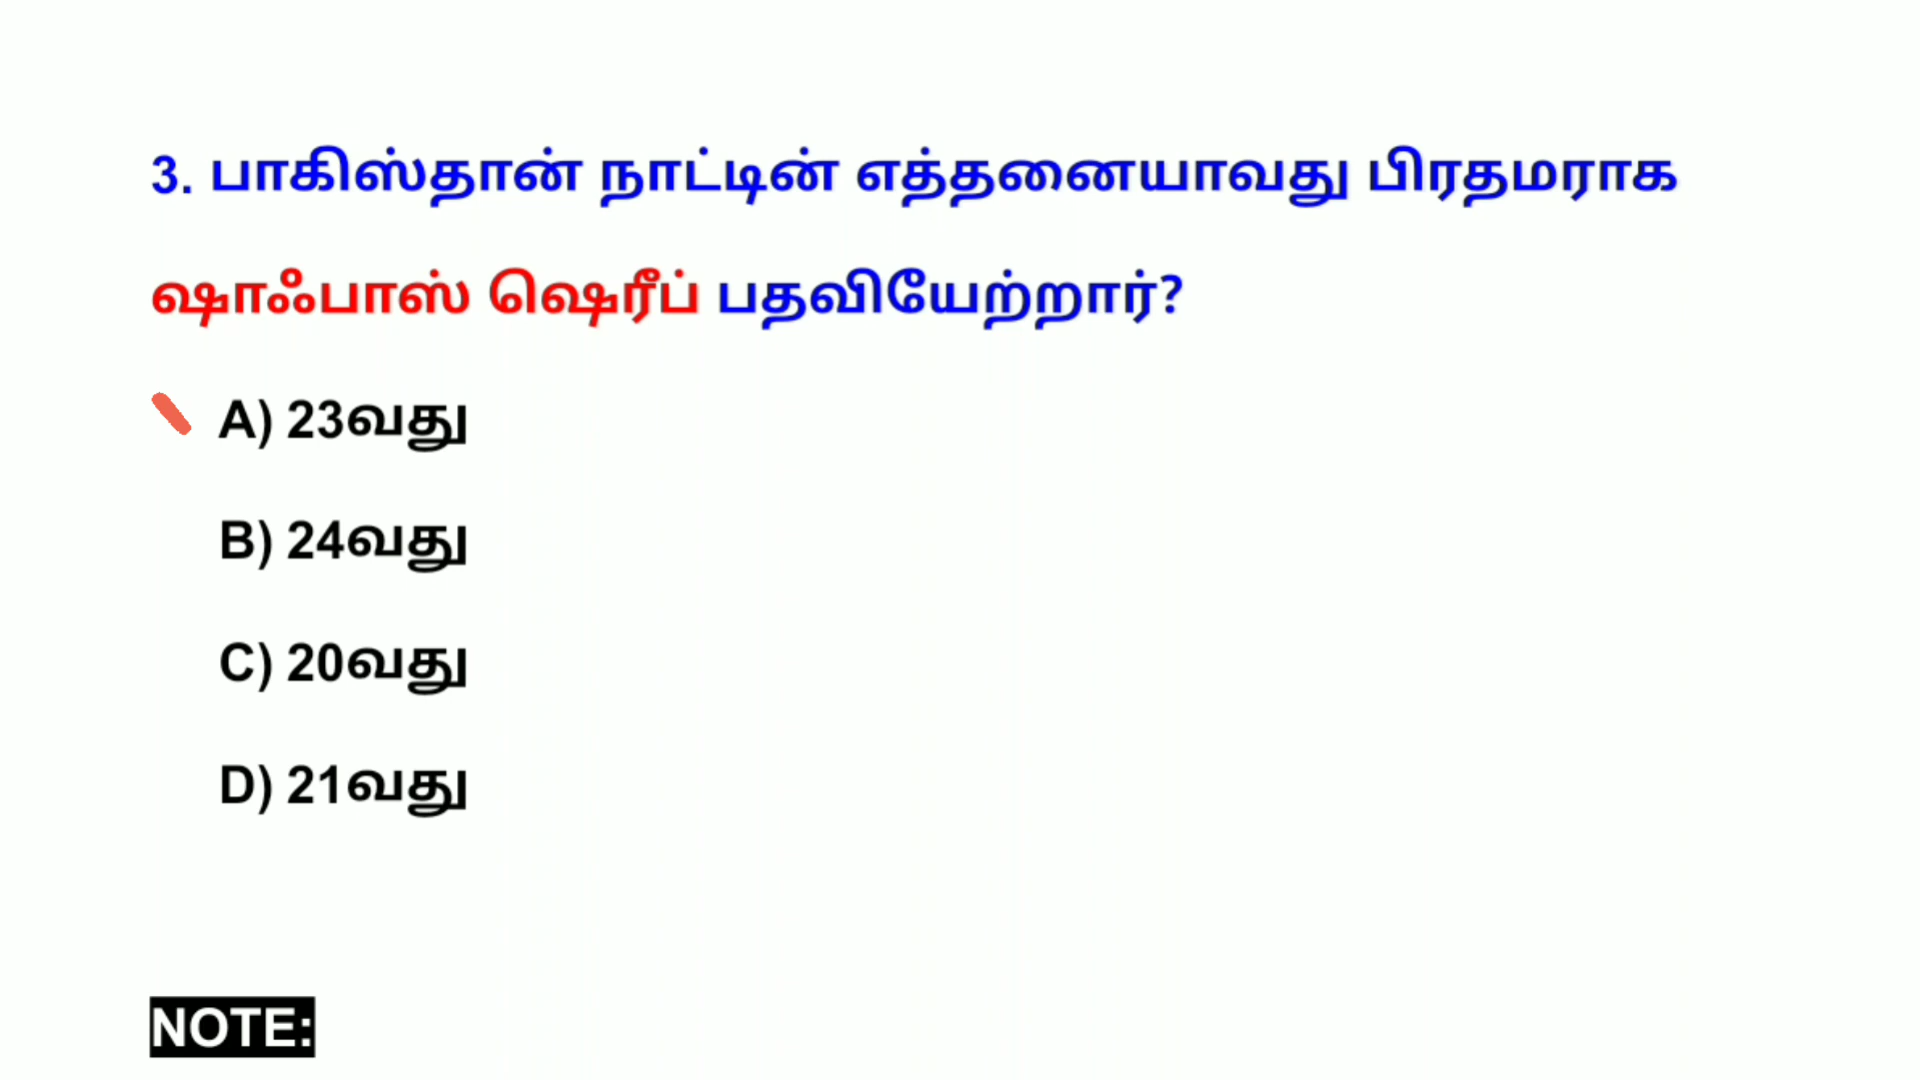 3. பாகிஸ்தான் நாட்டின் எத்தனையாவது பிரதமராக
ஷாஃபாஸ் ஷெரீப் பதவியேற்றார்?
A) 23வது
B) 24வது
C) 20வது
D) 21வது
NOTE: